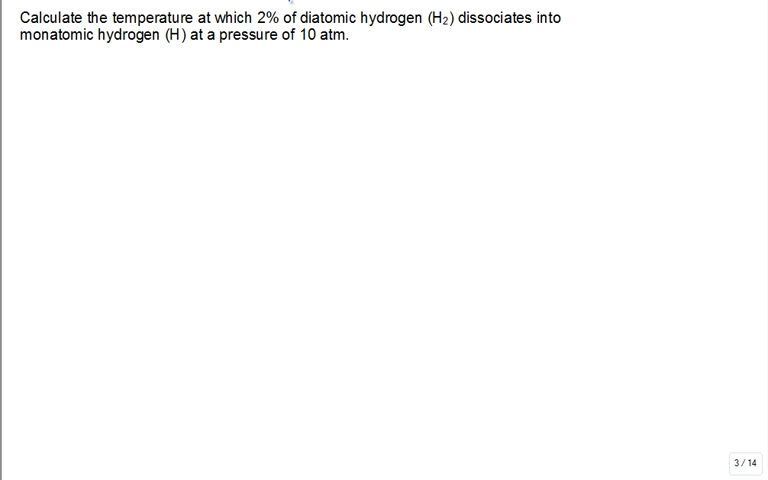 Calculate the temperature at which 2% of diatomic hydrogen (H₂) dissociates into
monatomic hydrogen (H) at a pressure of 10 atm.
3 / 14